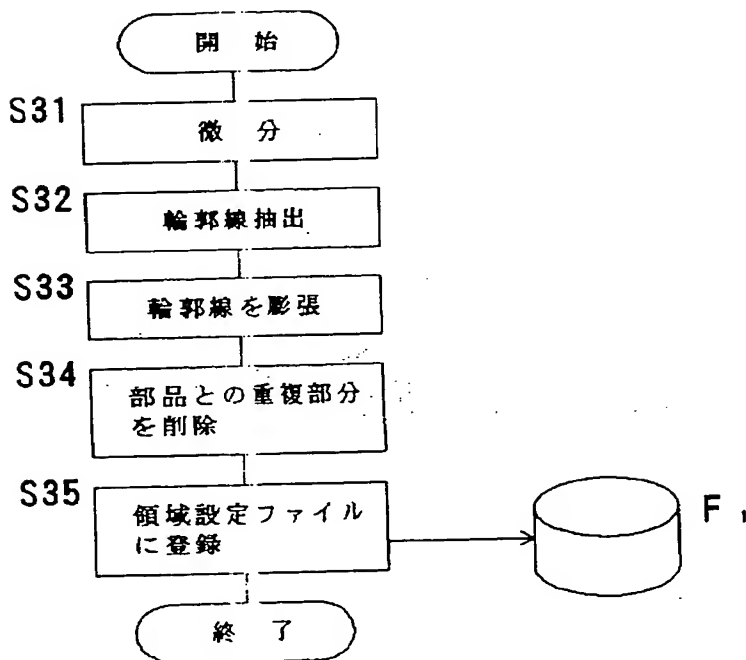 開始
S31
微分
S32
輪郭線抽出
S33
輪郭線を膨張
S34
部品との重複部分
を削除
S35
領域設定ファイル
に登録
F
終了